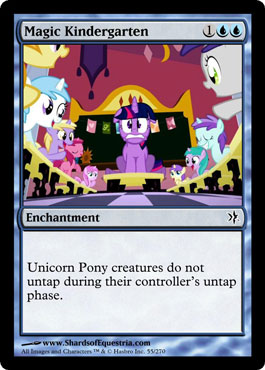 Magic Kindergarten 1
Enchantment
Unicorn Pony creatures do not
untap during their controller's untap
phase.
www.ShardsofEquestria.com
All Images and Characters ™ & © Hasbro Inc. 55/270